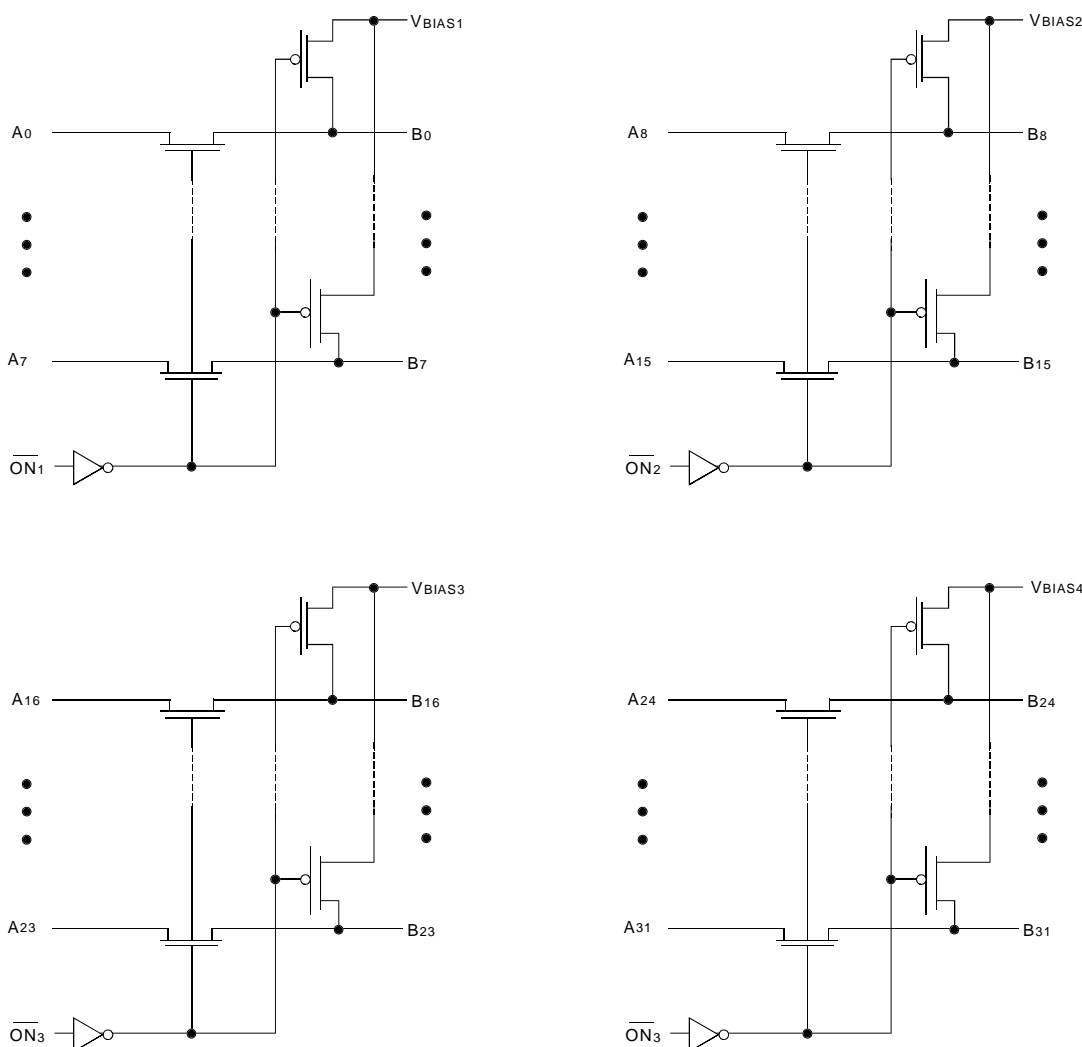 VBIAS1
A0
B0
A7
B7
ON1
VBIAS2
A8
B8
A15
B15
ON2
VBIAS3
A16
B16
A23
B23
ON3
VBIAS4
A24
B24
A31
B31
ON3